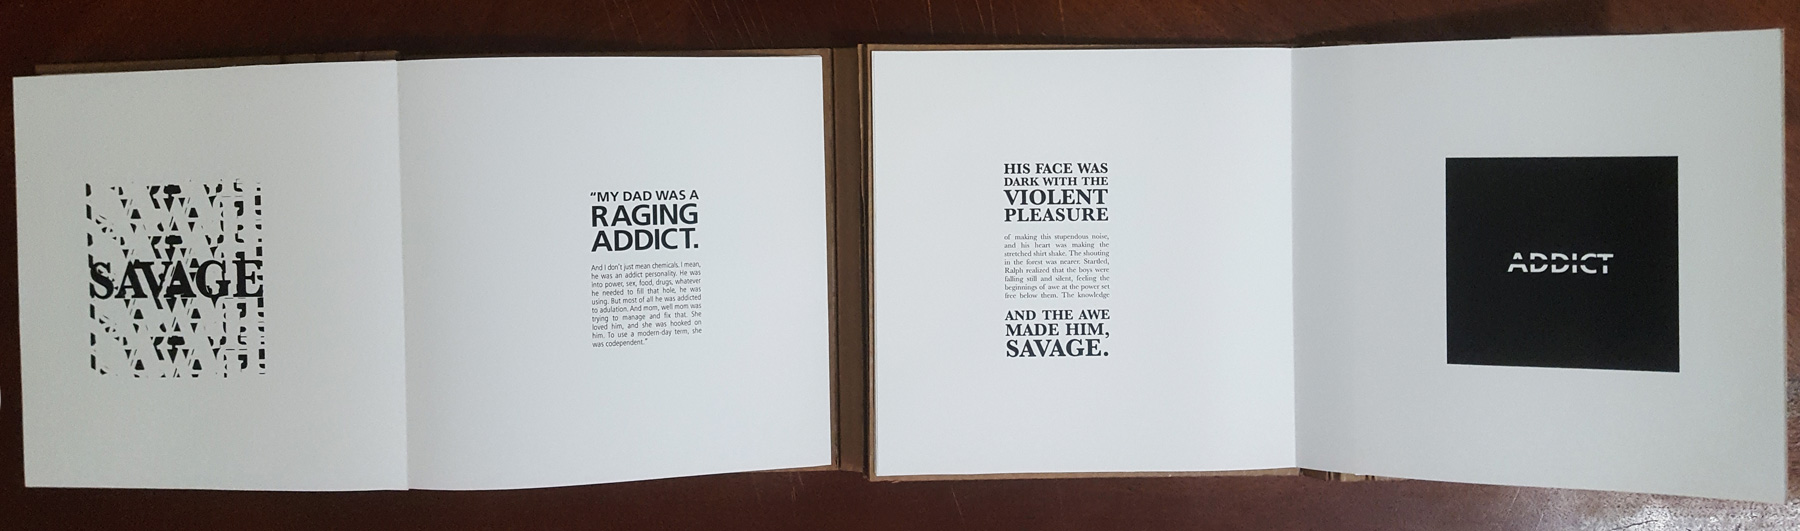 SAVAGE
“MY DAD WAS A
RAGING
ADDICT.
And I don't just mean chemicals. I mean,
he was an addict personality. He was
into power, sex, food, drugs, whatever
he needed to fill that hole, he was
using. But most of all he was addicted
to adulation. And mom, well mom was
trying to manage and fix that. She
loved him, and she was hooked on
him. To use a modern-day term, she
was codependent.”
HIS FACE WAS
DARK WITH THE
VIOLENT
PLEASURE
of making this stupendous noise,
and his heart was making the
stretched shirt shake. The shouting
in the forest was nearer. Startled,
Ralph realized that the boys were
falling still and silent, feeling the
beginnings of awe at the power set
free below them. The knowledge
AND THE AWE
MADE HIM,
SAVAGE.
ADDICT